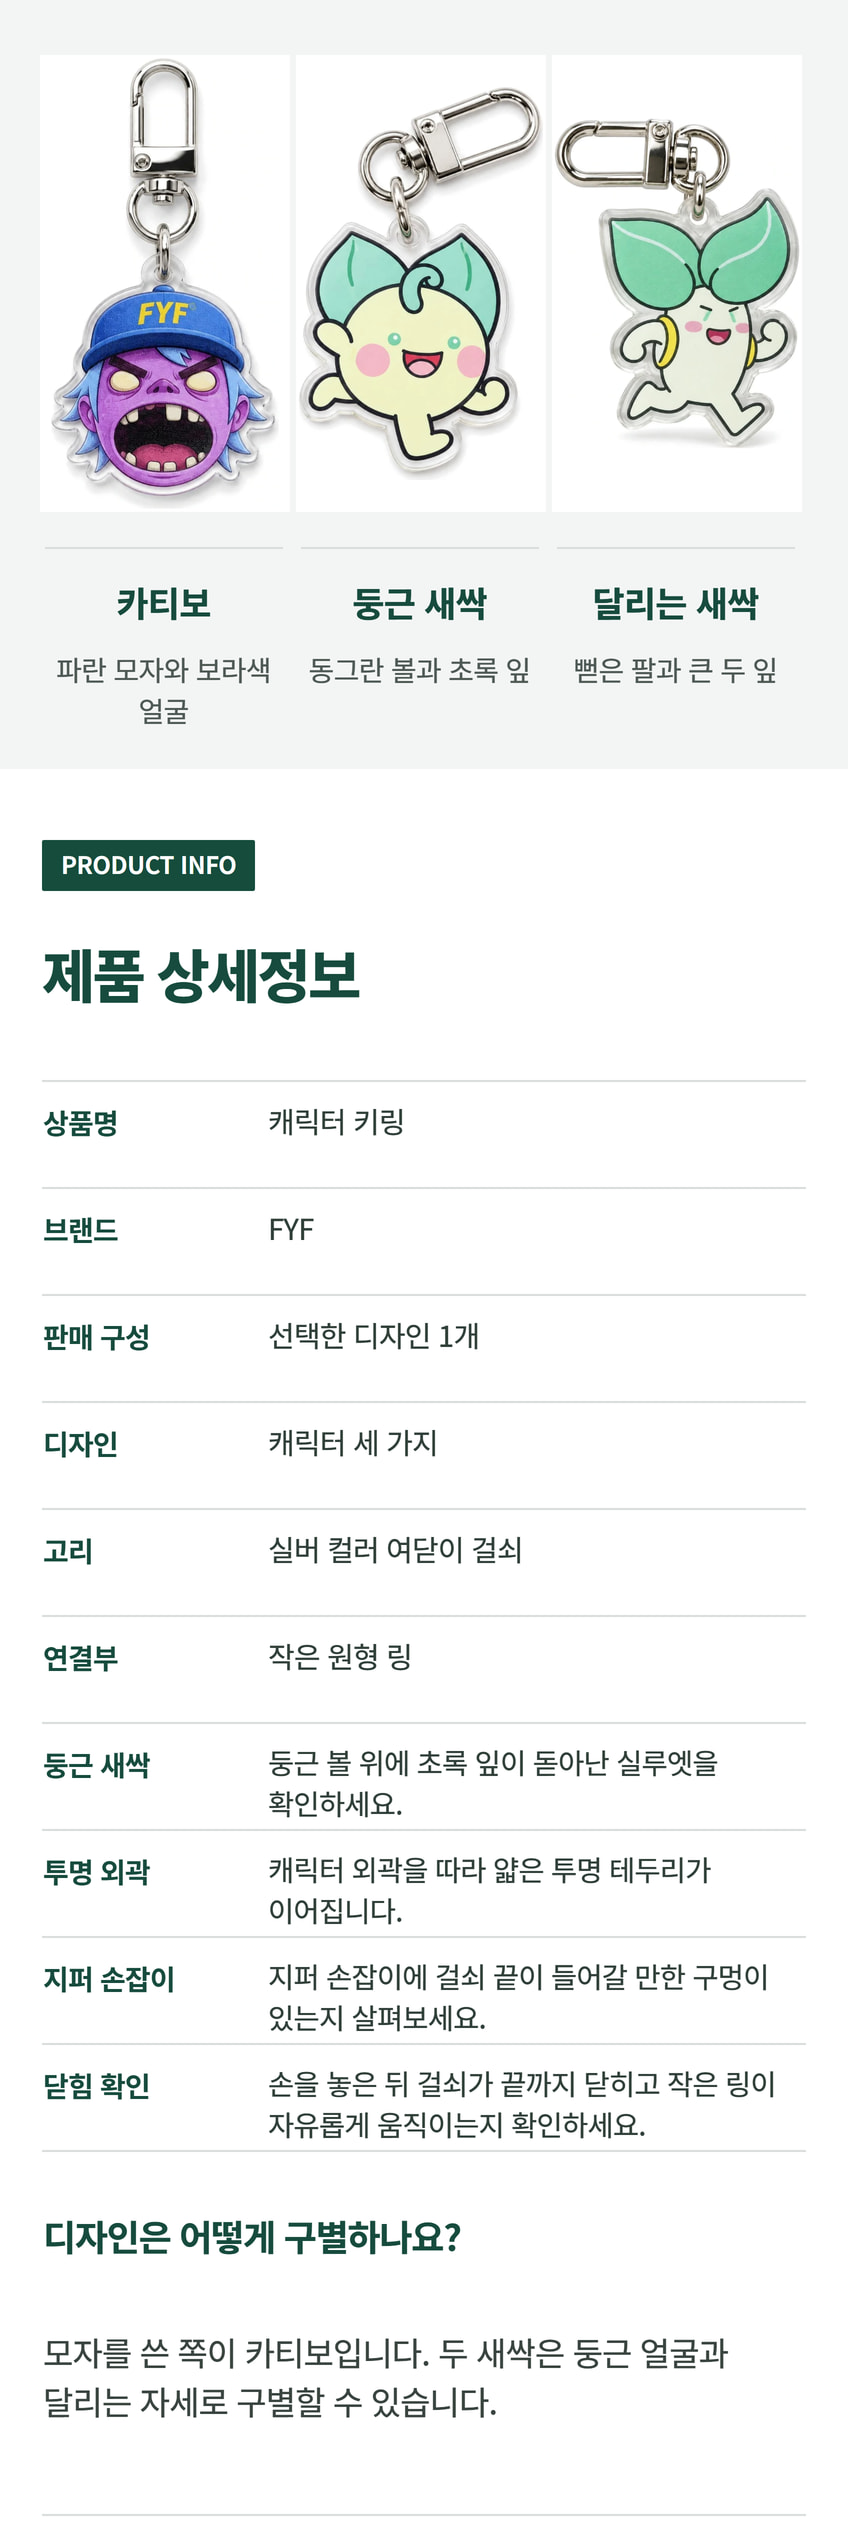 FYF
카티보
둥근 새싹
달리는 새싹
파란 모자와 보라색
얼굴
동그란 볼과 초록 잎
뻗은 팔과 큰 두 잎
PRODUCT INFO
제품 상세정보
상품명 캐릭터 키링
브랜드 FYF
판매 구성 선택한 디자인 1개
디자인 캐릭터 세 가지
고리 실버 컬러 여닫이 걸쇠
연결부 작은 원형 링
둥근 새싹 둥근 볼 위에 초록 잎이 돋아난 실루엣을
확인하세요.
투명 외곽 캐릭터 외곽을 따라 얇은 투명 테두리가
이어집니다.
지퍼 손잡이 지퍼 손잡이에 걸쇠 끝이 들어갈 만한 구멍이
있는지 살펴보세요.
닫힘 확인 손을 놓은 뒤 걸쇠가 끝까지 닫히고 작은 링이
자유롭게 움직이는지 확인하세요.
디자인은 어떻게 구별하나요?
모자를 쓴 쪽이 카티보입니다. 두 새싹은 둥근 얼굴과
달리는 자세로 구별할 수 있습니다.